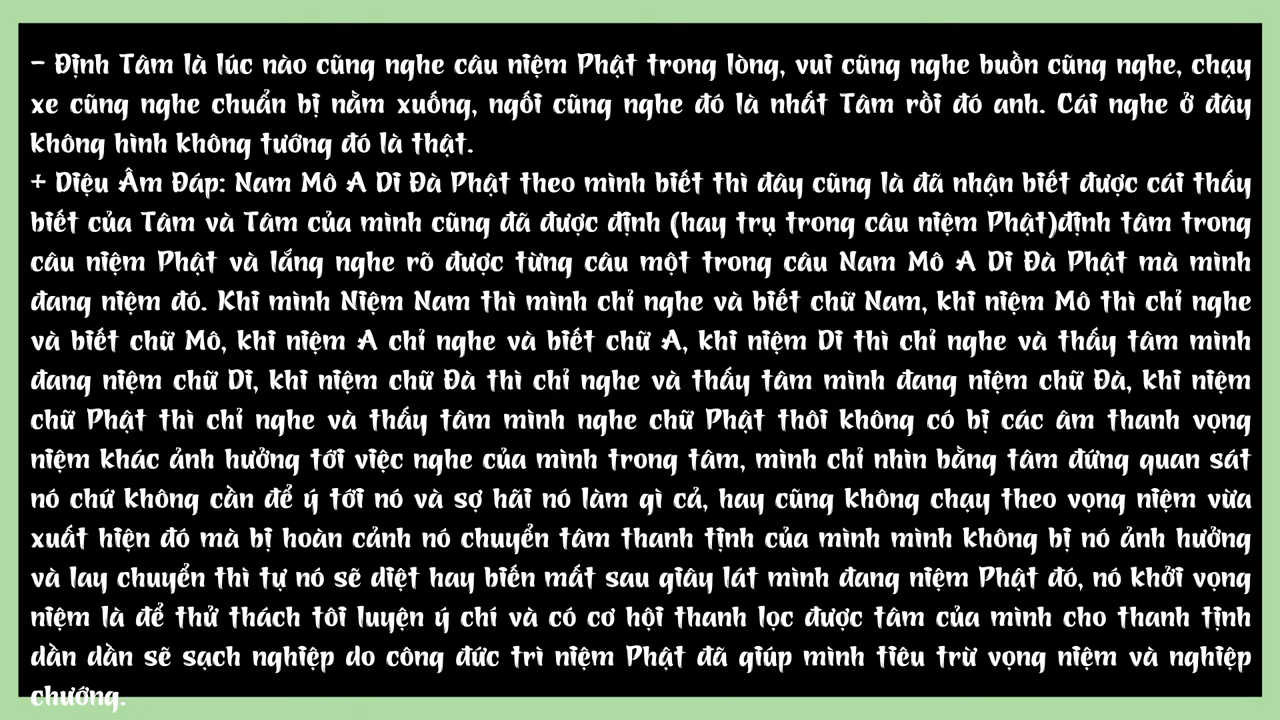 – Định Tâm là lúc nào cũng nghe câu niệm Phật trong lòng, vui cũng nghe buồn cũng nghe, chạy
xe cũng nghe chuẩn bị nằm xuống, ngồi cũng nghe đó là nhất Tâm rồi đó anh. Cái nghe ở đây
không hình không tướng đó là thật.
+ Diệu Âm Đáp: Nam Mô A Di Đà Phật theo mình biết thì đây cũng là đã nhận biết được cái thấy
biết của Tâm và Tâm của mình cũng đã được định (hay trụ trong câu niệm Phật)định tâm trong
câu niệm Phật và lắng nghe rõ được từng câu một trong câu Nam Mô A Di Đà Phật mà mình
đang niệm đó. Khi mình Niệm Nam thì mình chỉ nghe và biết chữ Nam, khi niệm Mô thì chỉ nghe
và biết chữ Mô, khi niệm A chỉ nghe và biết chữ A, khi niệm Di thì chỉ nghe và thấy tâm mình
đang niệm chữ Di, khi niệm chữ Đà thì chỉ nghe và thấy tâm mình đang niệm chữ Đà, khi niệm
chữ Phật thì chỉ nghe và thấy tâm mình nghe chữ Phật thôi không có bị các âm thanh vọng
niệm khác ảnh hưởng tới việc nghe của mình trong tâm, mình chỉ nhìn bằng tâm đứng quan sát
nó chứ không cần để ý tới nó và sợ hãi nó làm gì cả, hay cũng không chạy theo vọng niệm vừa
xuất hiện đó mà bị hoàn cảnh nó chuyển tâm thanh tịnh của mình mình không bị nó ảnh hưởng
và lay chuyển thì tự nó sẽ diệt hay biến mất sau giây lát mình đang niệm Phật đó, nó khởi vọng
niệm là để thử thách tôi luyện ý chí và có cơ hội thanh lọc được tâm của mình cho thanh tịnh
dần dần sẽ sạch nghiệp do công đức trì niệm Phật đã giúp mình tiêu trừ vọng niệm và nghiệp
chướng.